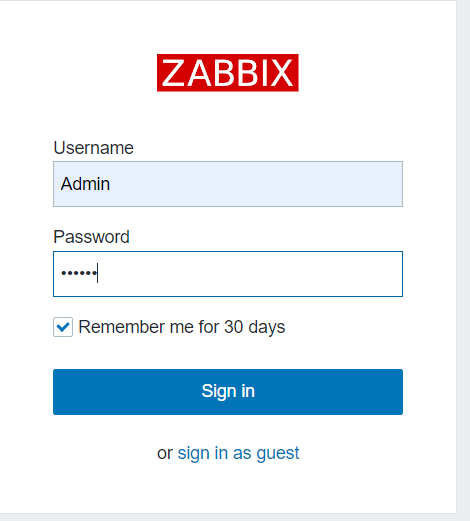 ZABBIX
Username
Admin
Password
••••••
Remember me for 30 days
Sign in
or sign in as guest